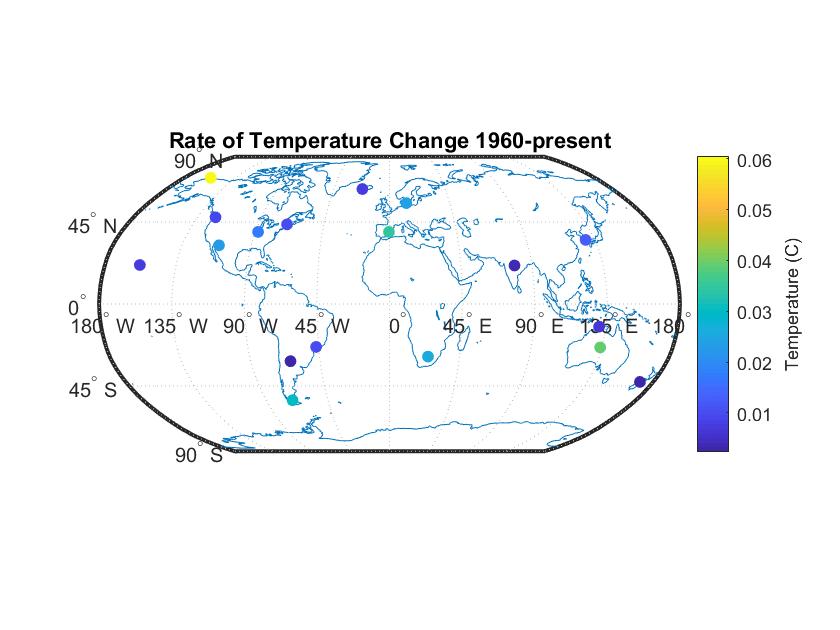 Rate of Temperature Change 1960-present
90° N
45° N
0°
180° W 135° W 90° W 45° W 0° 45° E 90° E 135° E 180°
45° S
90° S
0.06
0.05
0.04
0.03
0.02
0.01
Temperature (C)